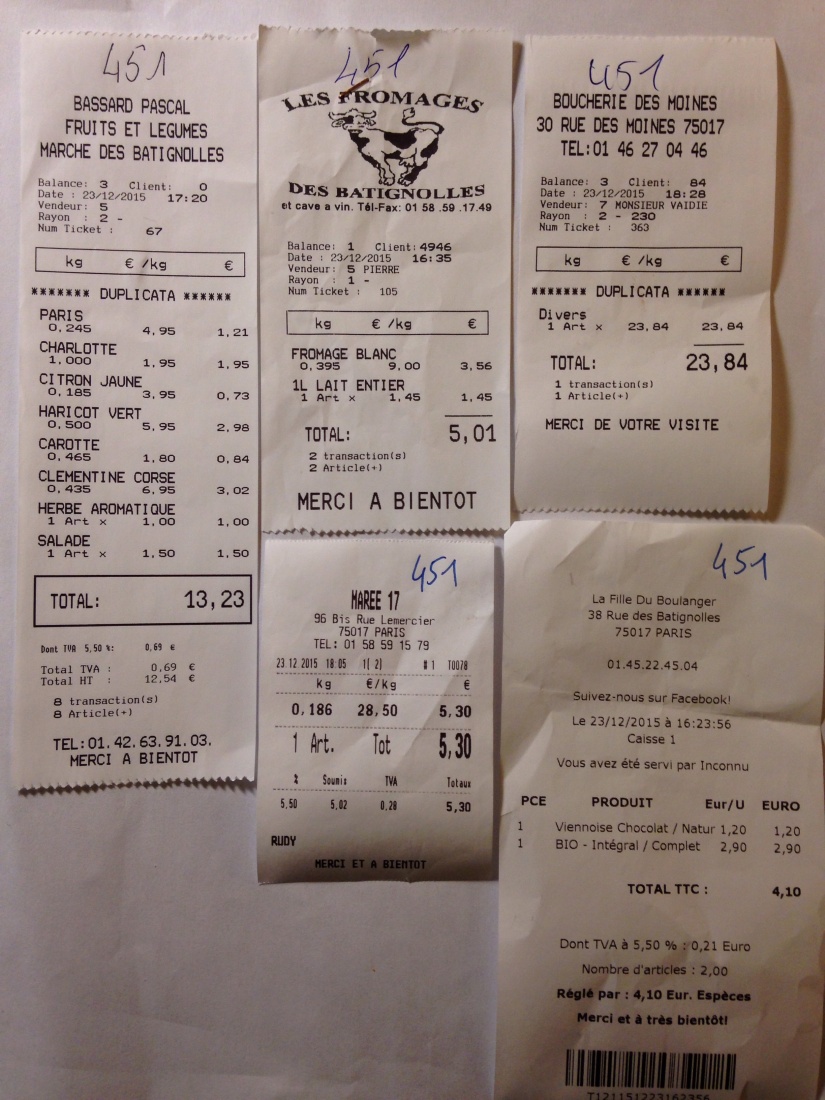 451
BASSARD PASCAL
FRUITS ET LEGUMES
MARCHE DES BATIGNOLLES
Balance: 3 Client: 0
Date : 23/12/2015 17:20
Vendeur: 5
Rayon : 2 -
Num Ticket : 67
kg € /kg €
******* DUPLICATA ******
PARIS
0,245 4,95 1,21
CHARLOTTE
1,000 1,95 1,95
CITRON JAUNE
0,185 3,95 0,73
HARICOT VERT
0,500 5,95 2,98
CAROTTE
0,465 1,80 0,84
CLEMENTINE CORSE
0,435 6,95 3,02
HERBE AROMATIQUE
1 Art × 1,00 1,00
SALADE
1 Art × 1,50 1,50
TOTAL: 13,23
Dont TVA 5,50 %: 0,69 €
Total TVA : 0,69 €
Total HT : 12,54 €
8 transaction(s)
8 Article(+)
TEL:01.42.63.91.03.
MERCI A BIENTOT
451
LES FROMAGES
DES BATIGNOLLES
et cave a vin. Tél-Fax: 01 58 .59 .17.49
Balance: 1 Client:4946
Date : 23/12/2015 16:35
Vendeur: 5 PIERRE
Rayon : 1 -
Num Ticket : 105
kg € /kg €
FROMAGE BLANC
0,395 9,00 3,56
1L LAIT ENTIER
1 Art × 1,45 1,45
TOTAL: 5,01
2 transaction(s)
2 Article(+)
MERCI A BIENTOT
451
BOUCHERIE DES MOINES
30 RUE DES MOINES 75017
TEL:01 46 27 04 46
Balance: 3 Client: 84
Date : 23/12/2015 18:28
Vendeur: 7 MONSIEUR VAIDIE
Rayon : 2 - 230
Num Ticket : 363
kg € /kg €
******* DUPLICATA ******
Divers
1 Art × 23,84 23,84
TOTAL: 23,84
1 transaction(s)
1 Article(+)
MERCI DE VOTRE VISITE
451
MAREE 17
96 Bis Rue Lemercier
75017 PARIS
TEL: 01 58 59 15 79
23.12 2015 18:05 1( 2) #1 T0078
kg €/kg €
0,186 28,50 5,30
1 Art. Tot 5,30
% Soumis TVA Totaux
5,50 5,02 0,28 5,30
RUDY
MERCI ET A BIENTOT
451
La Fille Du Boulanger
38 Rue des Batignolles
75017 PARIS
01.45.22.45.04
Suivez-nous sur Facebook!
Le 23/12/2015 à 16:23:56
Caisse 1
Vous avez été servi par Inconnu
PCE PRODUIT Eur/U EURO
1 Viennoise Chocolat / Natur 1,20 1,20
1 BIO - Intégral / Complet 2,90 2,90
TOTAL TTC : 4,10
Dont TVA à 5,50 % : 0,21 Euro
Nombre d'articles : 2,00
Réglé par : 4,10 Eur. Espèces
Merci et à très bientôt!
T121151223162356